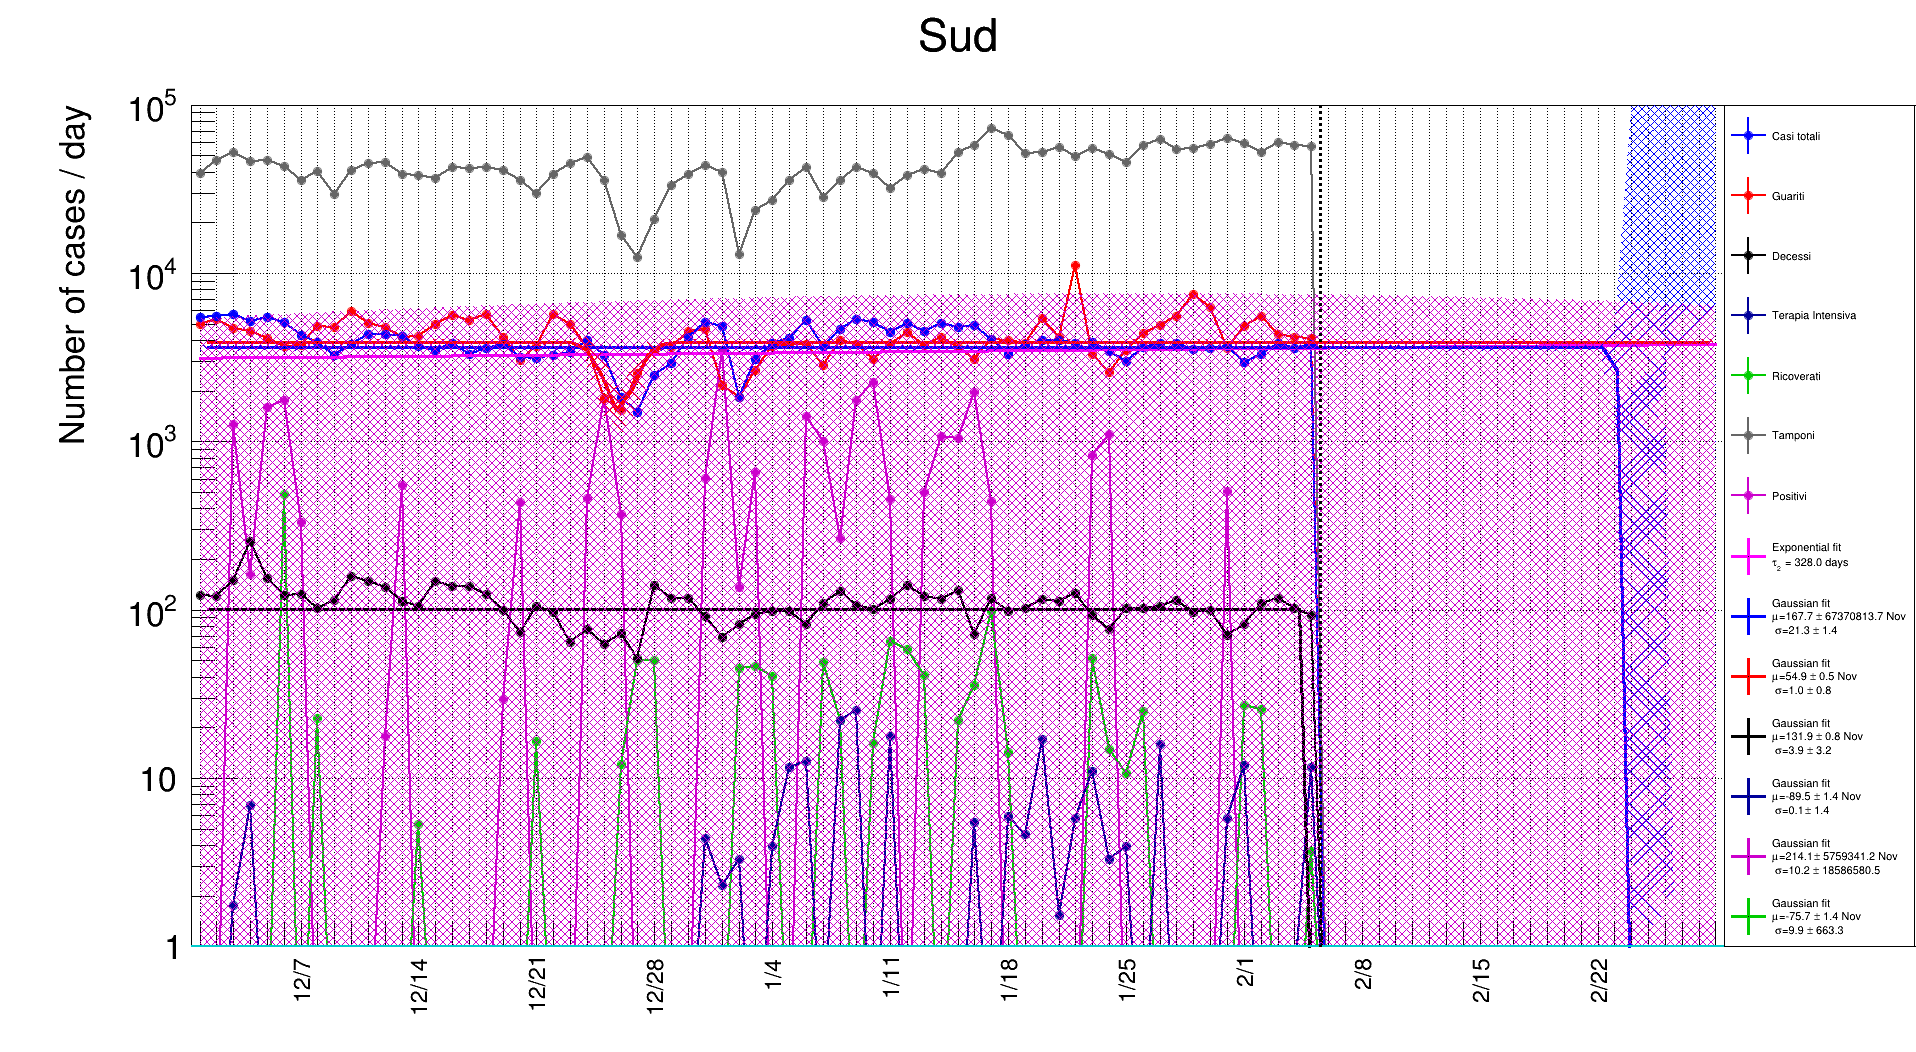 Sud
Number of cases / day
10^5
10^4
10^3
10^2
10
1
12/7
12/14
12/21
12/28
1/4
1/11
1/18
1/25
2/1
2/8
2/15
2/22
Casi totali
Guariti
Decessi
Terapia Intensiva
Ricoverati
Tamponi
Positivi
Exponential fit
τ_2 = 328.0 days
Gaussian fit
μ=167.7 ± 67370813.7 Nov
σ=21.3 ± 1.4
Gaussian fit
μ=54.9 ± 0.5 Nov
σ=1.0 ± 0.8
Gaussian fit
μ=131.9 ± 0.8 Nov
σ=3.9 ± 3.2
Gaussian fit
μ=-89.5 ± 1.4 Nov
σ=0.1 ± 1.4
Gaussian fit
μ=214.1 ± 5759341.2 Nov
σ=10.2 ± 18586580.5
Gaussian fit
μ=-75.7 ± 1.4 Nov
σ=9.9 ± 663.3